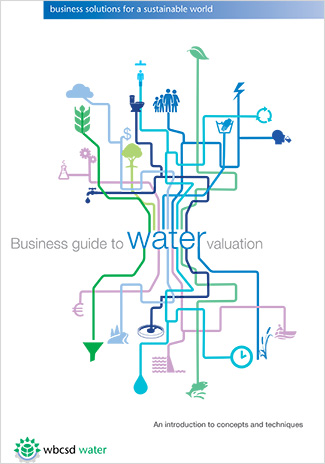 business solutions for a sustainable world
$
Business guide to water valuation
€
An introduction to concepts and techniques
wbcsd water